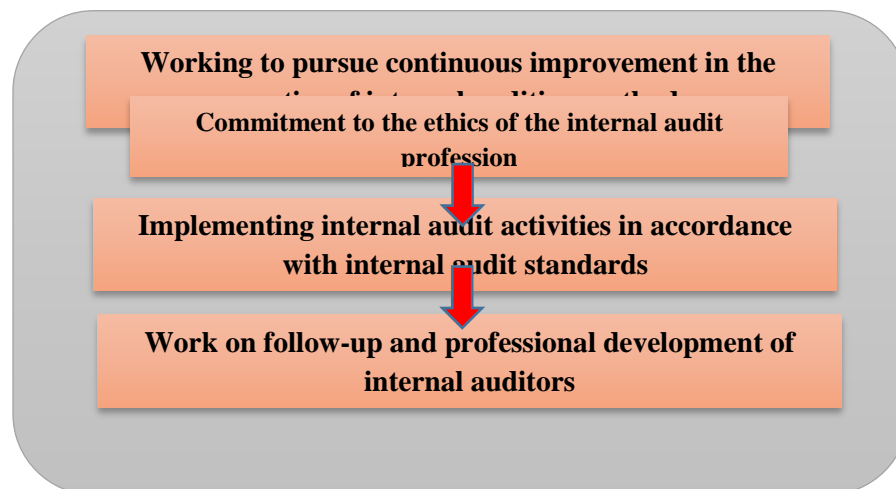 Working to pursue continuous improvement in the
Commitment to the ethics of the internal audit
profession
Implementing internal audit activities in accordance
with internal audit standards
Work on follow-up and professional development of
internal auditors